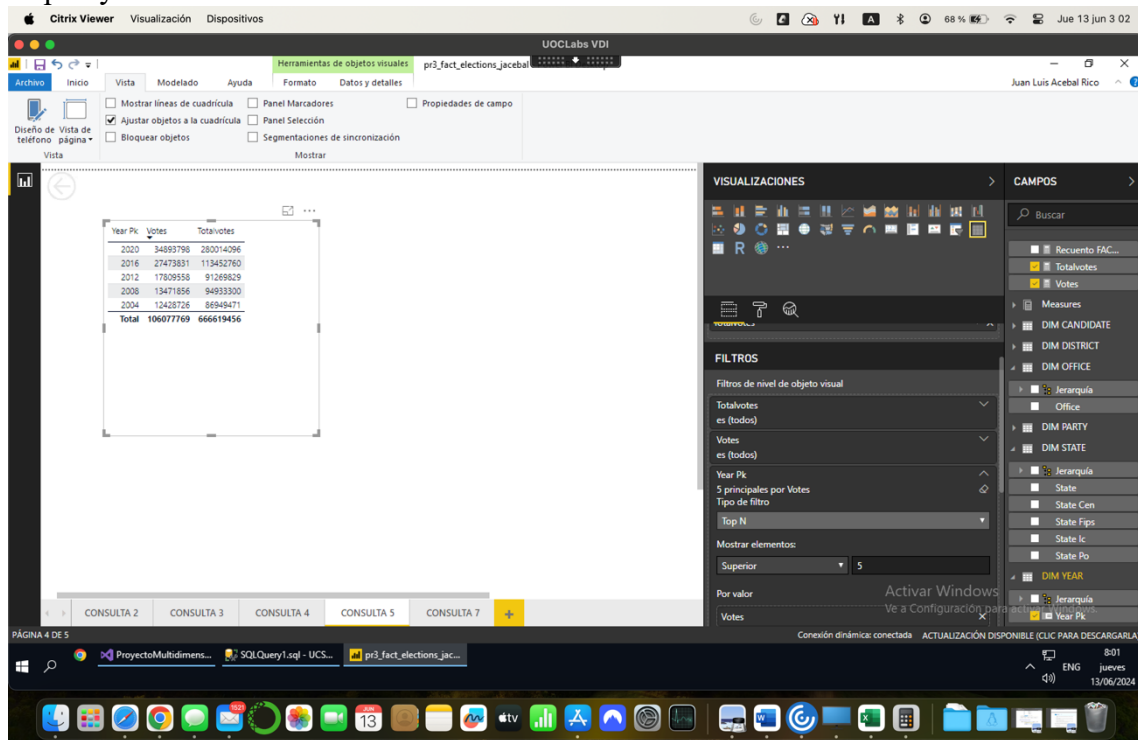 Citrix Viewer Visualización Dispositivos 68 % Jue 13 jun 3 02
UOCLabs VDI
Herramientas de objetos visuales pr3_fact_elections_jacebal
Archivo Inicio Vista Modelado Ayuda Formato Datos y detalles Juan Luis Acebal Rico
Mostrar líneas de cuadrícula Panel Marcadores Propiedades de campo
Ajustar objetos a la cuadrícula Panel Selección
Bloquear objetos Segmentaciones de sincronización
Diseño de teléfono Vista de página
Vista Mostrar
VISUALIZACIONES CAMPOS
Buscar
Year Pk Votes Totalvotes
2020 34893798 280014096
2016 27473831 113452760
2012 17809558 91269829
2008 13471856 94933300
2004 12428726 86949471
Total 106077769 666619456
R
FILTROS
Filtros de nivel de objeto visual
Totalvotes
es (todos)
Votes
es (todos)
Year Pk
5 principales por Votes
Tipo de filtro
Top N
Mostrar elementos:
Superior 5
Por valor
Votes
Recuento FAC...
Totalvotes
Votes
Measures
DIM CANDIDATE
DIM DISTRICT
DIM OFFICE
Jerarquía
Office
DIM PARTY
DIM STATE
Jerarquía
State
State Cen
State Fips
State Ic
State Po
DIM YEAR
Jerarquía
Year Pk
Activar Windows
Ve a Configuración para activar Windows.
CONSULTA 2 CONSULTA 3 CONSULTA 4 CONSULTA 5 CONSULTA 7 +
PÁGINA 4 DE 5 Conexión dinámica: conectada ACTUALIZACIÓN DISPONIBLE (CLIC PARA DESCARGARLA
ProyectoMultidimens... SQLQuery1.sql - UCS... pr3_fact_elections_jac...
8:01
ENG jueves
13/06/2024
1521
JUN
13
tv